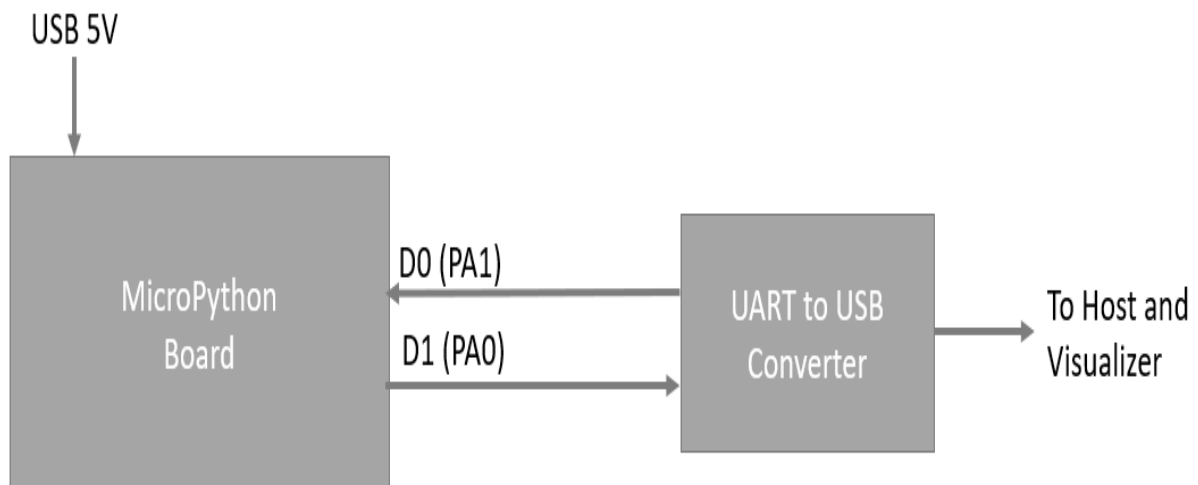 USB 5V
MicroPython
Board
D0 (PA1)
D1 (PA0)
UART to USB
Converter
To Host and
Visualizer